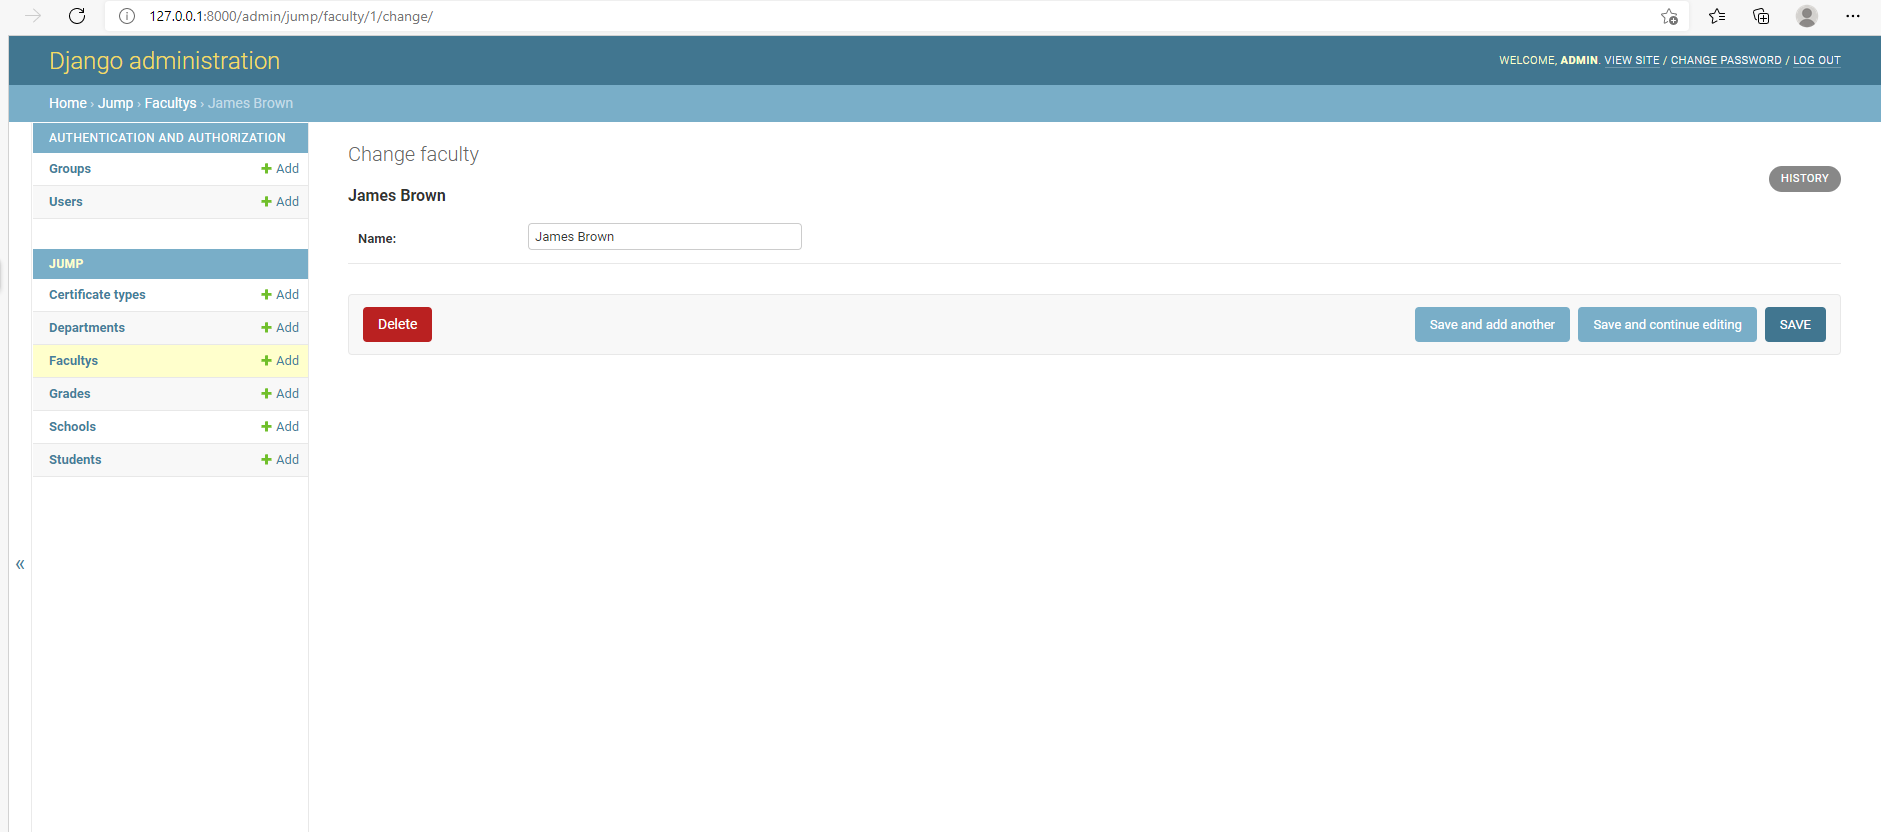 127.0.0.1:8000/admin/jump/faculty/1/change/
Django administration
WELCOME, ADMIN. VIEW SITE / CHANGE PASSWORD / LOG OUT
Home › Jump › Facultys › James Brown
AUTHENTICATION AND AUTHORIZATION
Groups + Add
Users + Add
JUMP
Certificate types + Add
Departments + Add
Facultys + Add
Grades + Add
Schools + Add
Students + Add
«
Change faculty
HISTORY
James Brown
Name: James Brown
Delete Save and add another Save and continue editing SAVE